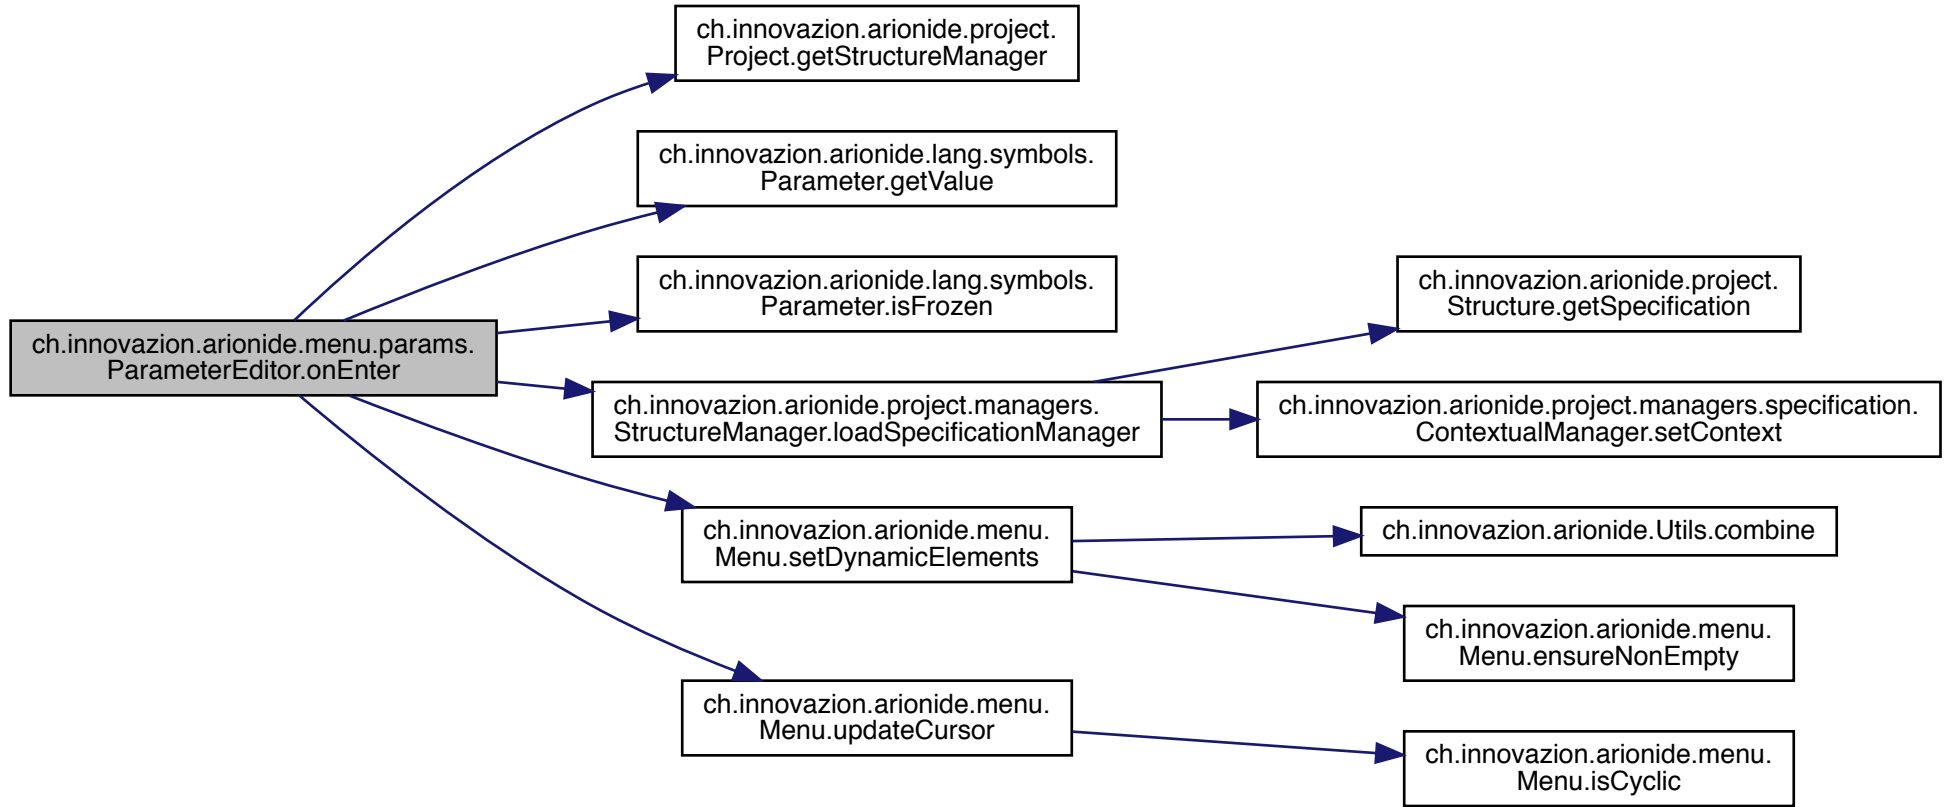 ch.innovazion.arionide.project.
Project.getStructureManager
ch.innovazion.arionide.lang.symbols.
Parameter.getValue
ch.innovazion.arionide.lang.symbols.
Parameter.isFrozen
ch.innovazion.arionide.project.
Structure.getSpecification
ch.innovazion.arionide.menu.params.
ParameterEditor.onEnter
ch.innovazion.arionide.project.managers.
StructureManager.loadSpecificationManager
ch.innovazion.arionide.project.managers.specification.
ContextualManager.setContext
ch.innovazion.arionide.menu.
Menu.setDynamicElements
ch.innovazion.arionide.Utils.combine
ch.innovazion.arionide.menu.
Menu.ensureNonEmpty
ch.innovazion.arionide.menu.
Menu.updateCursor
ch.innovazion.arionide.menu.
Menu.isCyclic